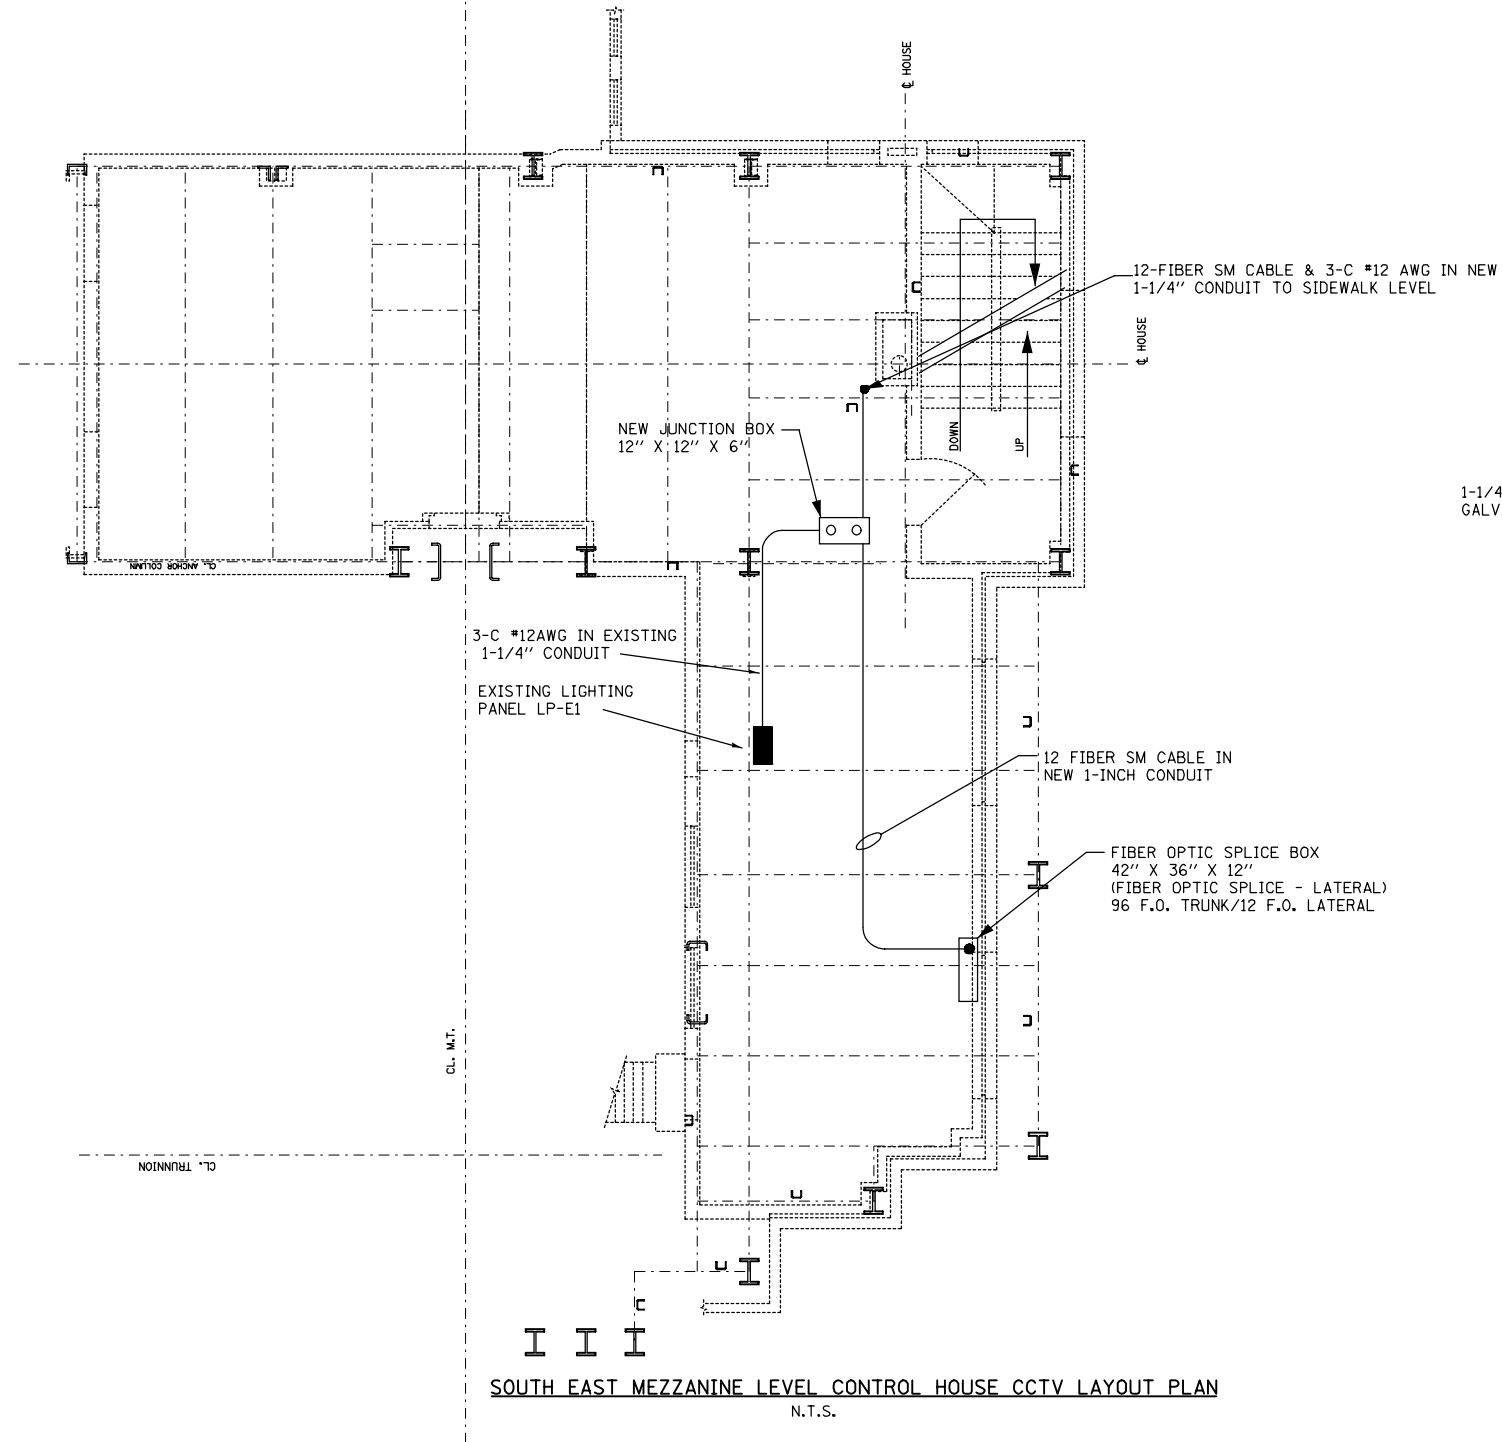 ℄ HOUSE
12-FIBER SM CABLE & 3-C #12 AWG IN NEW
1-1/4" CONDUIT TO SIDEWALK LEVEL
℄ HOUSE
NEW JUNCTION BOX
12" X 12" X 6"
DOWN
UP
1-1/4
GALV
CL. ANCHOR COLUMN
3-C #12AWG IN EXISTING
1-1/4" CONDUIT
EXISTING LIGHTING
PANEL LP-E1
12 FIBER SM CABLE IN
NEW 1-INCH CONDUIT
FIBER OPTIC SPLICE BOX
42" X 36" X 12"
(FIBER OPTIC SPLICE - LATERAL)
96 F.O. TRUNK/12 F.O. LATERAL
CL. M.T.
CL. TRUNNION
SOUTH EAST MEZZANINE LEVEL CONTROL HOUSE CCTV LAYOUT PLAN
N.T.S.